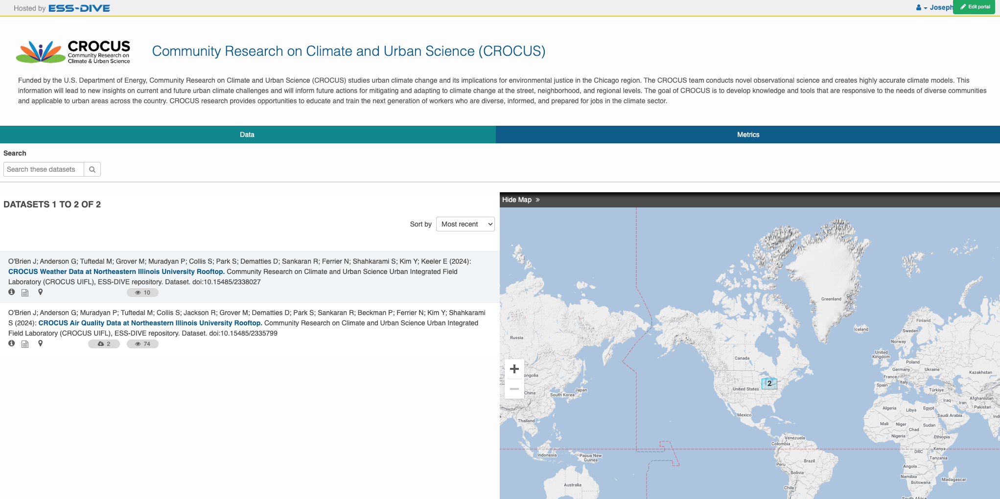 Hosted by ESS-DIVE
Joseph
Edit portal
CROCUS
Community Research on
Climate & Urban Science
Community Research on Climate and Urban Science (CROCUS)
Funded by the U.S. Department of Energy, Community Research on Climate and Urban Science (CROCUS) studies urban climate change and its implications for environmental justice in the Chicago region. The CROCUS team conducts novel observational science and creates highly accurate climate models. This
information will lead to new insights on current and future urban climate challenges and will inform future actions for mitigating and adapting to climate change at the street, neighborhood, and regional levels. The goal of CROCUS is to develop knowledge and tools that are responsive to the needs of diverse communities
and applicable to urban areas across the country. CROCUS research provides opportunities to educate and train the next generation of workers who are diverse, informed, and prepared for jobs in the climate sector.
Data
Metrics
Search
Search these datasets
DATASETS 1 TO 2 OF 2
Sort by Most recent
O'Brien J; Anderson G; Tuftedal M; Grover M; Muradyan P; Collis S; Park S; Dematties D; Sankaran R; Ferrier N; Shahkarami S; Kim Y; Keeler E (2024):
CROCUS Weather Data at Northeastern Illinois University Rooftop. Community Research on Climate and Urban Science Urban Integrated Field
Laboratory (CROCUS UIFL), ESS-DIVE repository. Dataset. doi:10.15485/2338027
10
O'Brien J; Anderson G; Muradyan P; Tuftedal M; Collis S; Jackson R; Grover M; Dematties D; Park S; Sankaran R; Beckman P; Ferrier N; Kim Y; Shahkarami
S (2024): CROCUS Air Quality Data at Northeastern Illinois University Rooftop. Community Research on Climate and Urban Science Urban Integrated
Field Laboratory (CROCUS UIFL), ESS-DIVE repository. Dataset. doi:10.15485/2335799
2
74
Hide Map »
Greenland
Iceland
Finland
Sweden
Norway
Russia
United
Kingdom
Canada
Poland
Germany
Ukraine
Kazakhstan
ongolia
France
Italy
2
United States
Spain
Türkiye
Japan
China
South Korea
Afghanistan
Iraq
Iran
Pakistan
Algeria
Libya
Egypt
Mexico
Saudi Arabia
Indi
Thailand
Mali
Niger
Sudan
Chad
Nigeria
Ethiopia
Venezuela
Colombia
Kenya
DRC
Indonesia
Papua New
Guinea
Tanzania
Brazil
Peru
Angola
Bolivia
Namibia
Madagascar
Botswana
Australia
Chile
South Africa